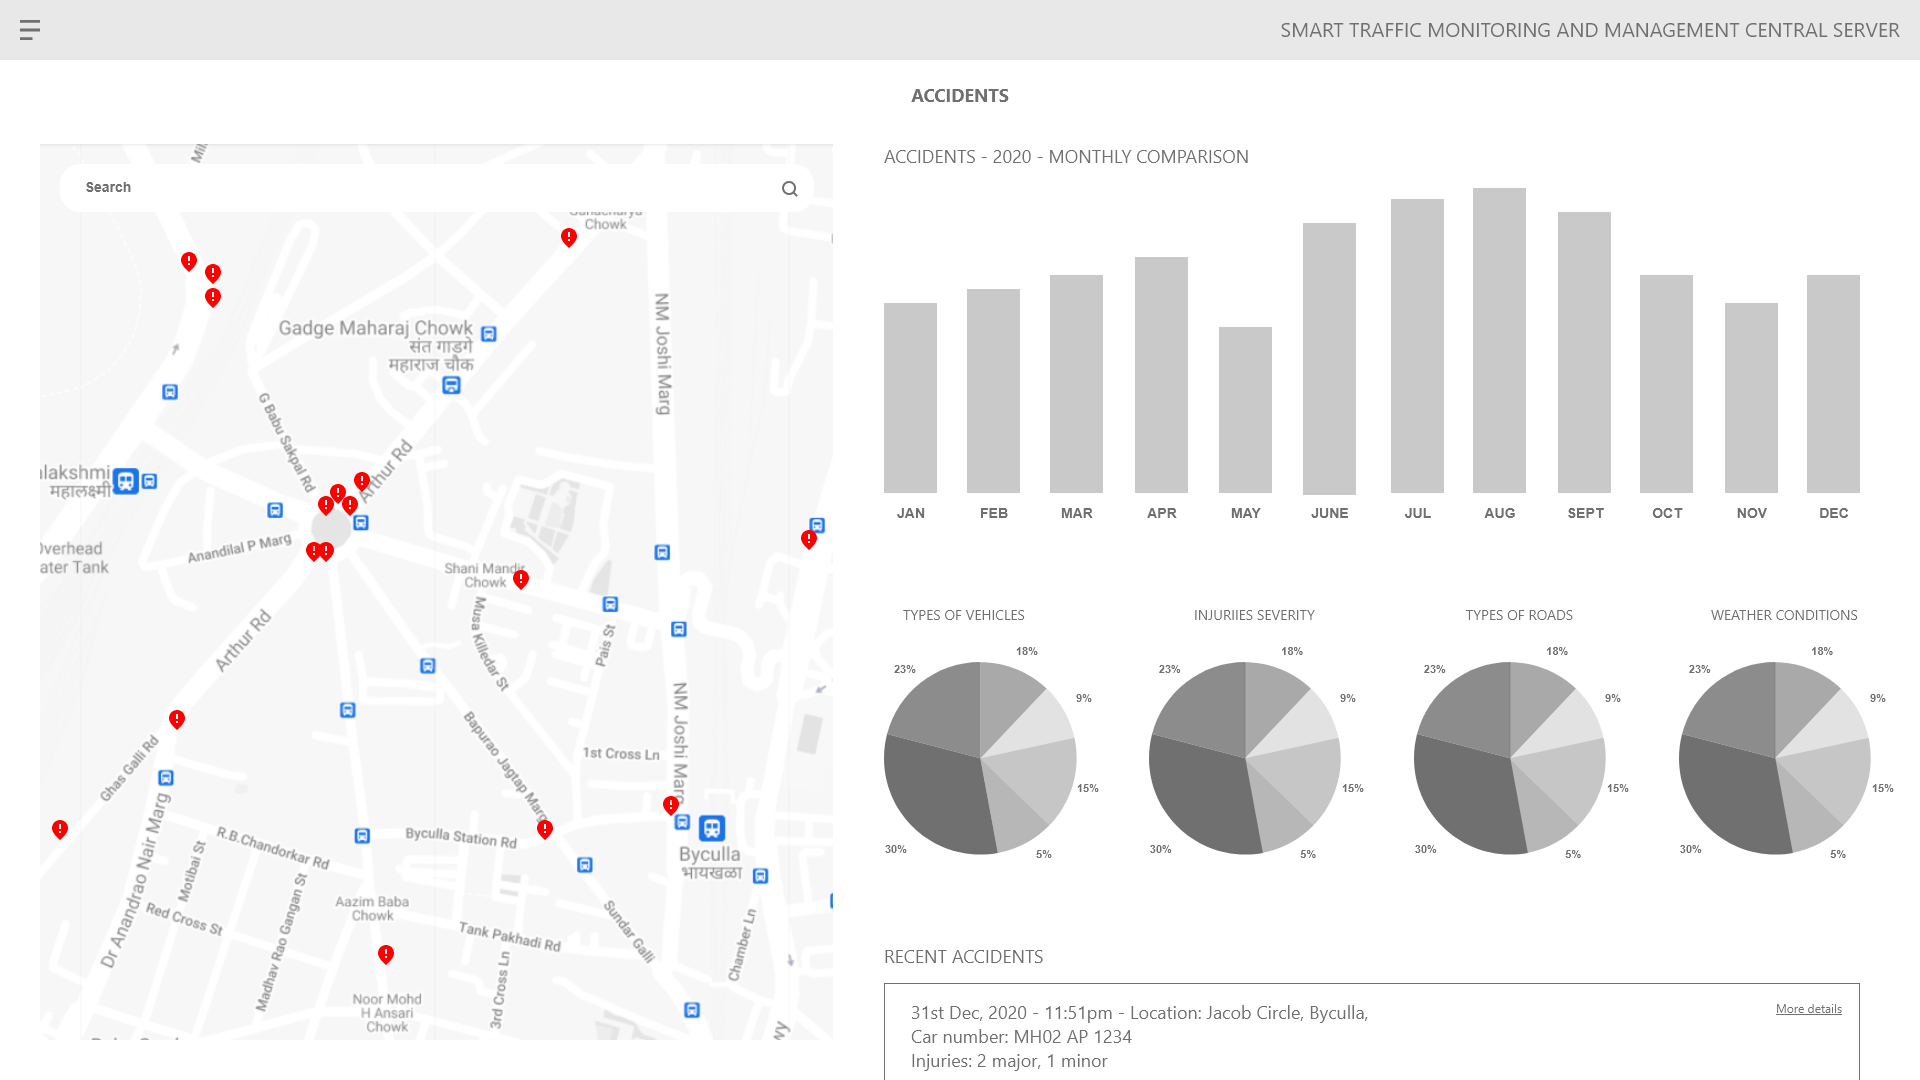 SMART TRAFFIC MONITORING AND MANAGEMENT CENTRAL SERVER
ACCIDENTS
Search
Chowk
Gadge Maharaj Chowk
संत गाडगे
महाराज चौक
NM Joshi Marg
G Babu Sakpal Rd
Arthur Rd
alakshmi
महालक्ष्मी
Overhead
ater Tank
Anandilal P Marg
Shani Mandir
Chowk
Musa Killedar St
Pais St
Arthur Rd
NM Joshi Marg
Ghas Galli Rd
Bapurao Jagtap Marg
1st Cross Ln
Dr Anandrao Nair Marg
R.B.Chandorkar Rd
Byculla Station Rd
Byculla
भायखळा
Motibai St
Madhav Rao Gangan St
Red Cross St
Aazim Baba
Chowk
Tank Pakhadi Rd
Sundar Galli
Chamber Ln
3rd Cross Ln
Noor Mohd
H Ansari
Chowk
wy
ACCIDENTS - 2020 - MONTHLY COMPARISON
JAN FEB MAR APR MAY JUNE JUL AUG SEPT OCT NOV DEC
TYPES OF VEHICLES
18%
23%
9%
15%
30%
5%
INJURIIES SEVERITY
18%
23%
9%
15%
30%
5%
TYPES OF ROADS
18%
23%
9%
15%
30%
5%
WEATHER CONDITIONS
18%
23%
9%
15%
30%
5%
RECENT ACCIDENTS
31st Dec, 2020 - 11:51pm - Location: Jacob Circle, Byculla,
More details
Car number: MH02 AP 1234
Injuries: 2 major, 1 minor